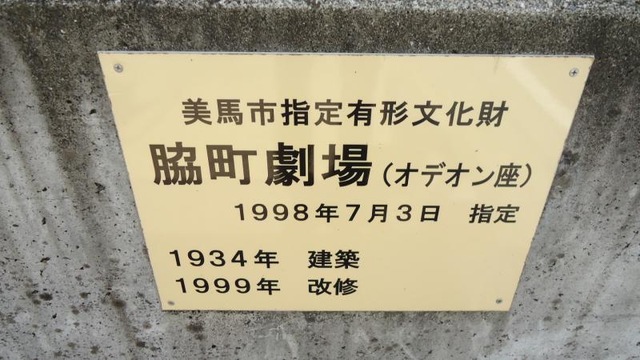 美馬市指定有形文化財
脇町劇場（オデオン座）
1998年7月3日　指定
1934年　建築
1999年　改修